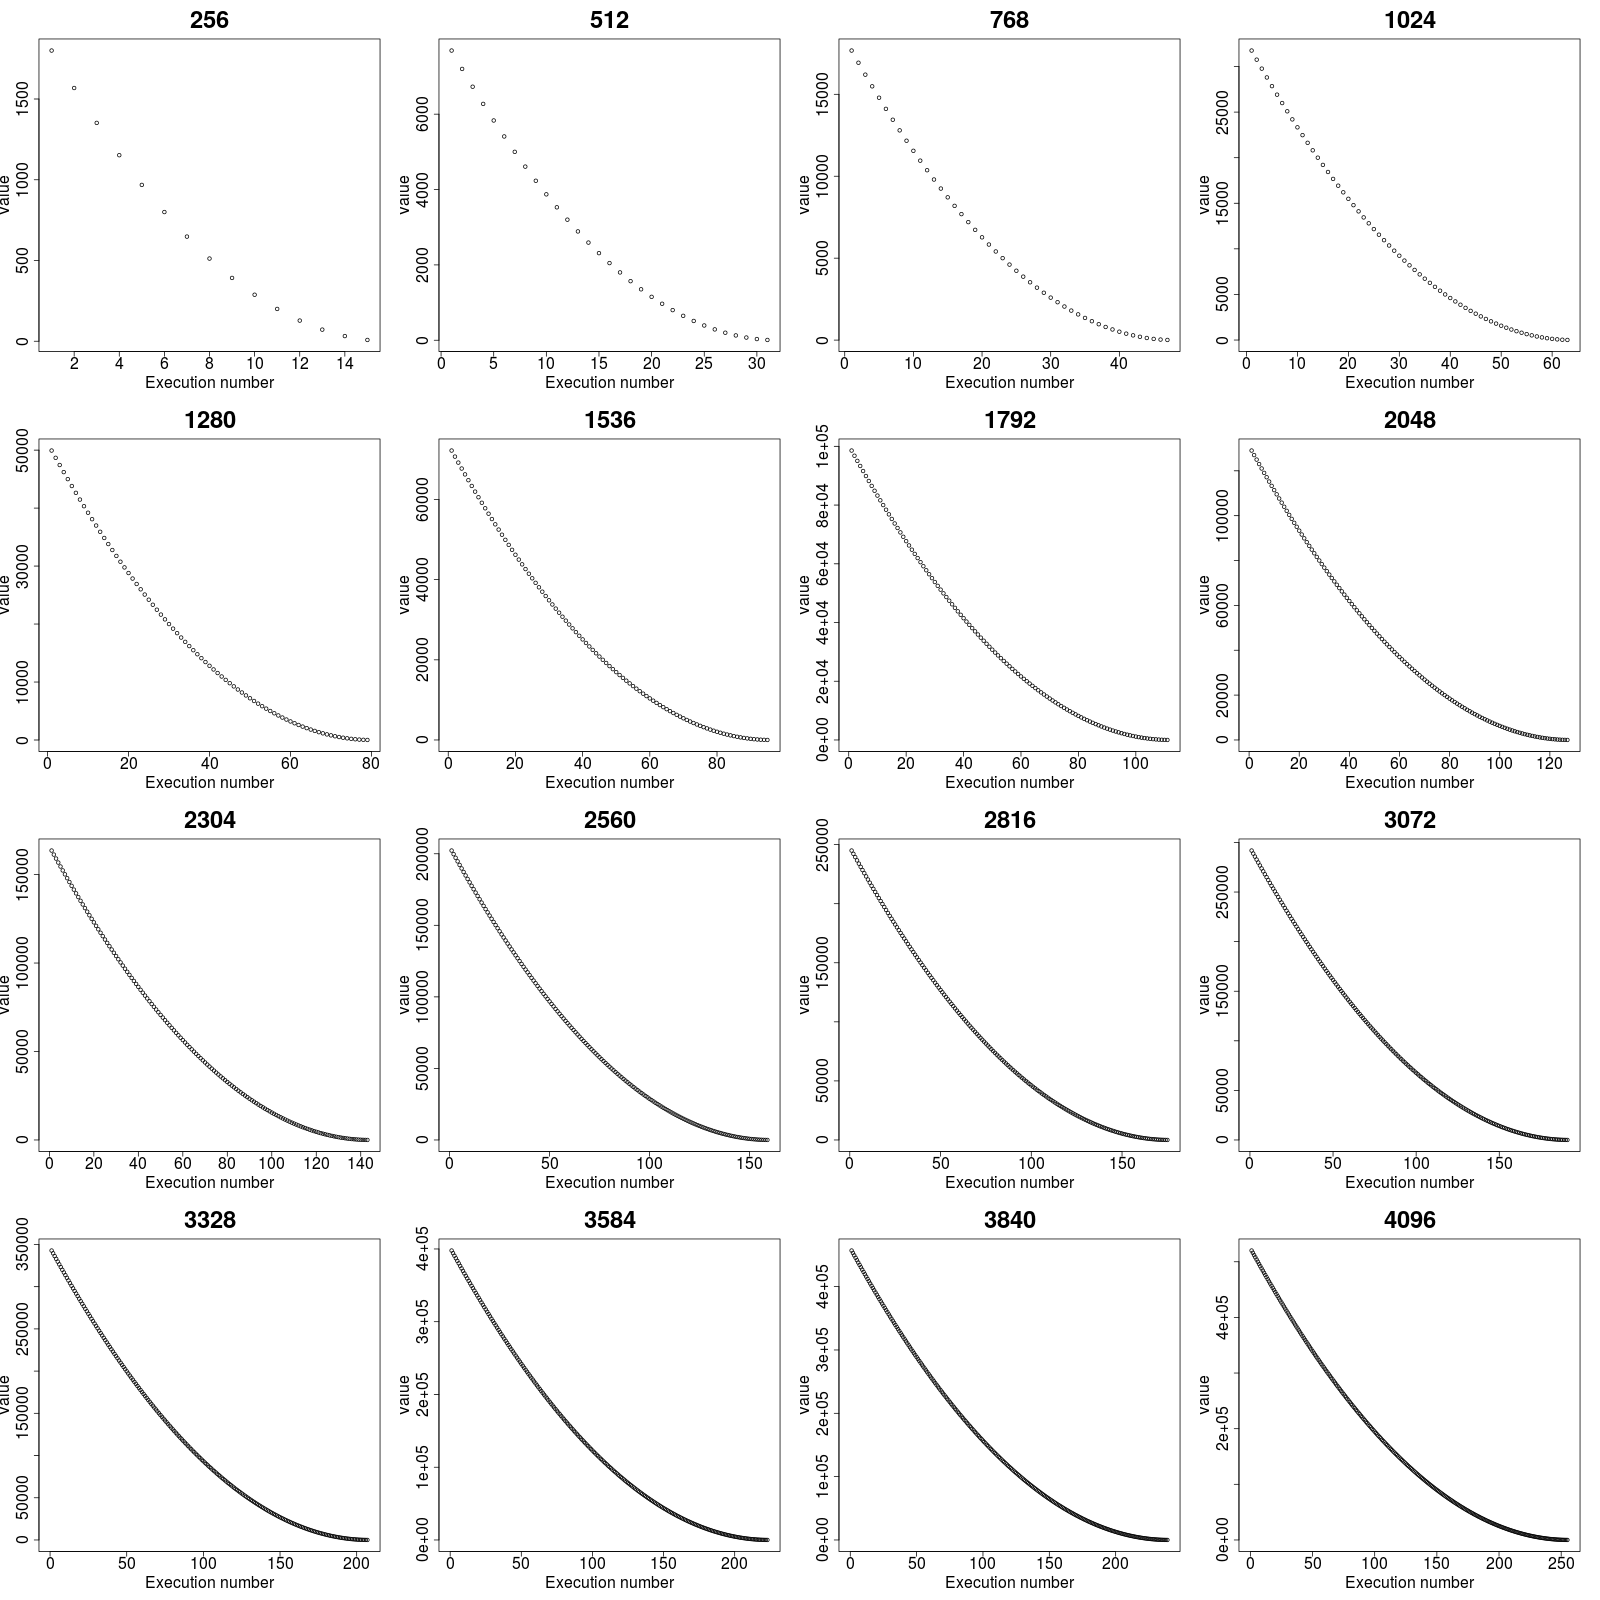 256
value
0 500 1000 1500
2 4 6 8 10 12 14
Execution number
512
value
0 2000 4000 6000
0 5 10 15 20 25 30
Execution number
768
value
0 5000 10000 15000
0 10 20 30 40
Execution number
1024
value
0 5000 15000 25000
0 10 20 30 40 50 60
Execution number
1280
value
0 10000 30000 50000
0 20 40 60 80
Execution number
1536
value
0 20000 40000 60000
0 20 40 60 80
Execution number
1792
value
0e+00 2e+04 4e+04 6e+04 8e+04 1e+05
0 20 40 60 80 100
Execution number
2048
value
0 20000 60000 100000
0 20 40 60 80 100 120
Execution number
2304
value
0 50000 100000 150000
0 20 40 60 80 100 120 140
Execution number
2560
value
0 50000 100000 150000 200000
0 50 100 150
Execution number
2816
value
0 50000 150000 250000
0 50 100 150
Execution number
3072
value
0 50000 150000 250000
0 50 100 150
Execution number
3328
value
0 50000 150000 250000 350000
0 50 100 150 200
Execution number
3584
value
0e+00 1e+05 2e+05 3e+05 4e+05
0 50 100 150 200
Execution number
3840
value
0e+00 1e+05 2e+05 3e+05 4e+05
0 50 100 150 200
Execution number
4096
value
0e+00 2e+05 4e+05
0 50 100 150 200 250
Execution number